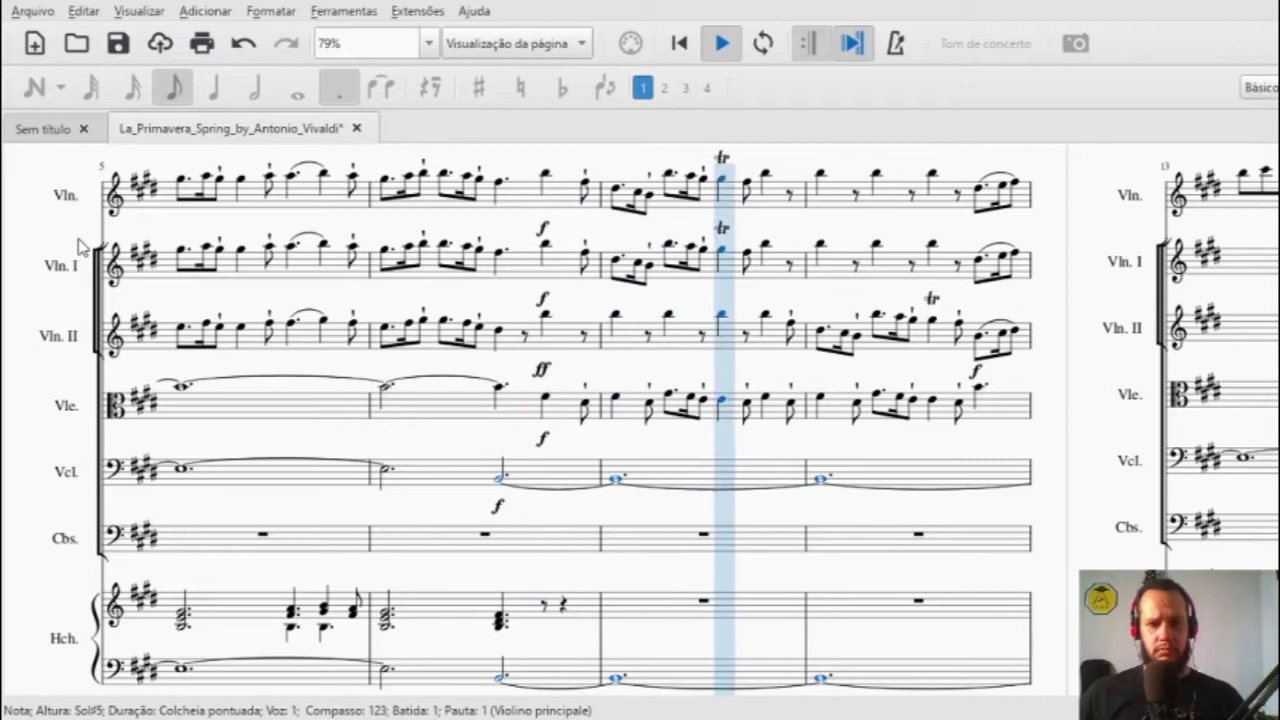 Arquivo Editar Visualizar Adicionar Formatar Ferramentas Extensões Ajuda
79% Visualização da página Tom de concerto
1 2 3 4 Básico
Sem título La_Primavera_Spring_by_Antonio_Vivaldi*
5 tr 13
Vln. Vln.
f tr
Vln. I Vln. I
f tr
Vln. II Vln. II
ff f
Vle. Vle.
f
Vcl. Vcl.
f
Cbs. Cbs.
Hch.
Nota; Altura: Sol♯5; Duração: Colcheia pontuada; Voz: 1; Compasso: 123; Batida: 1; Pauta: 1 (Violino principale)